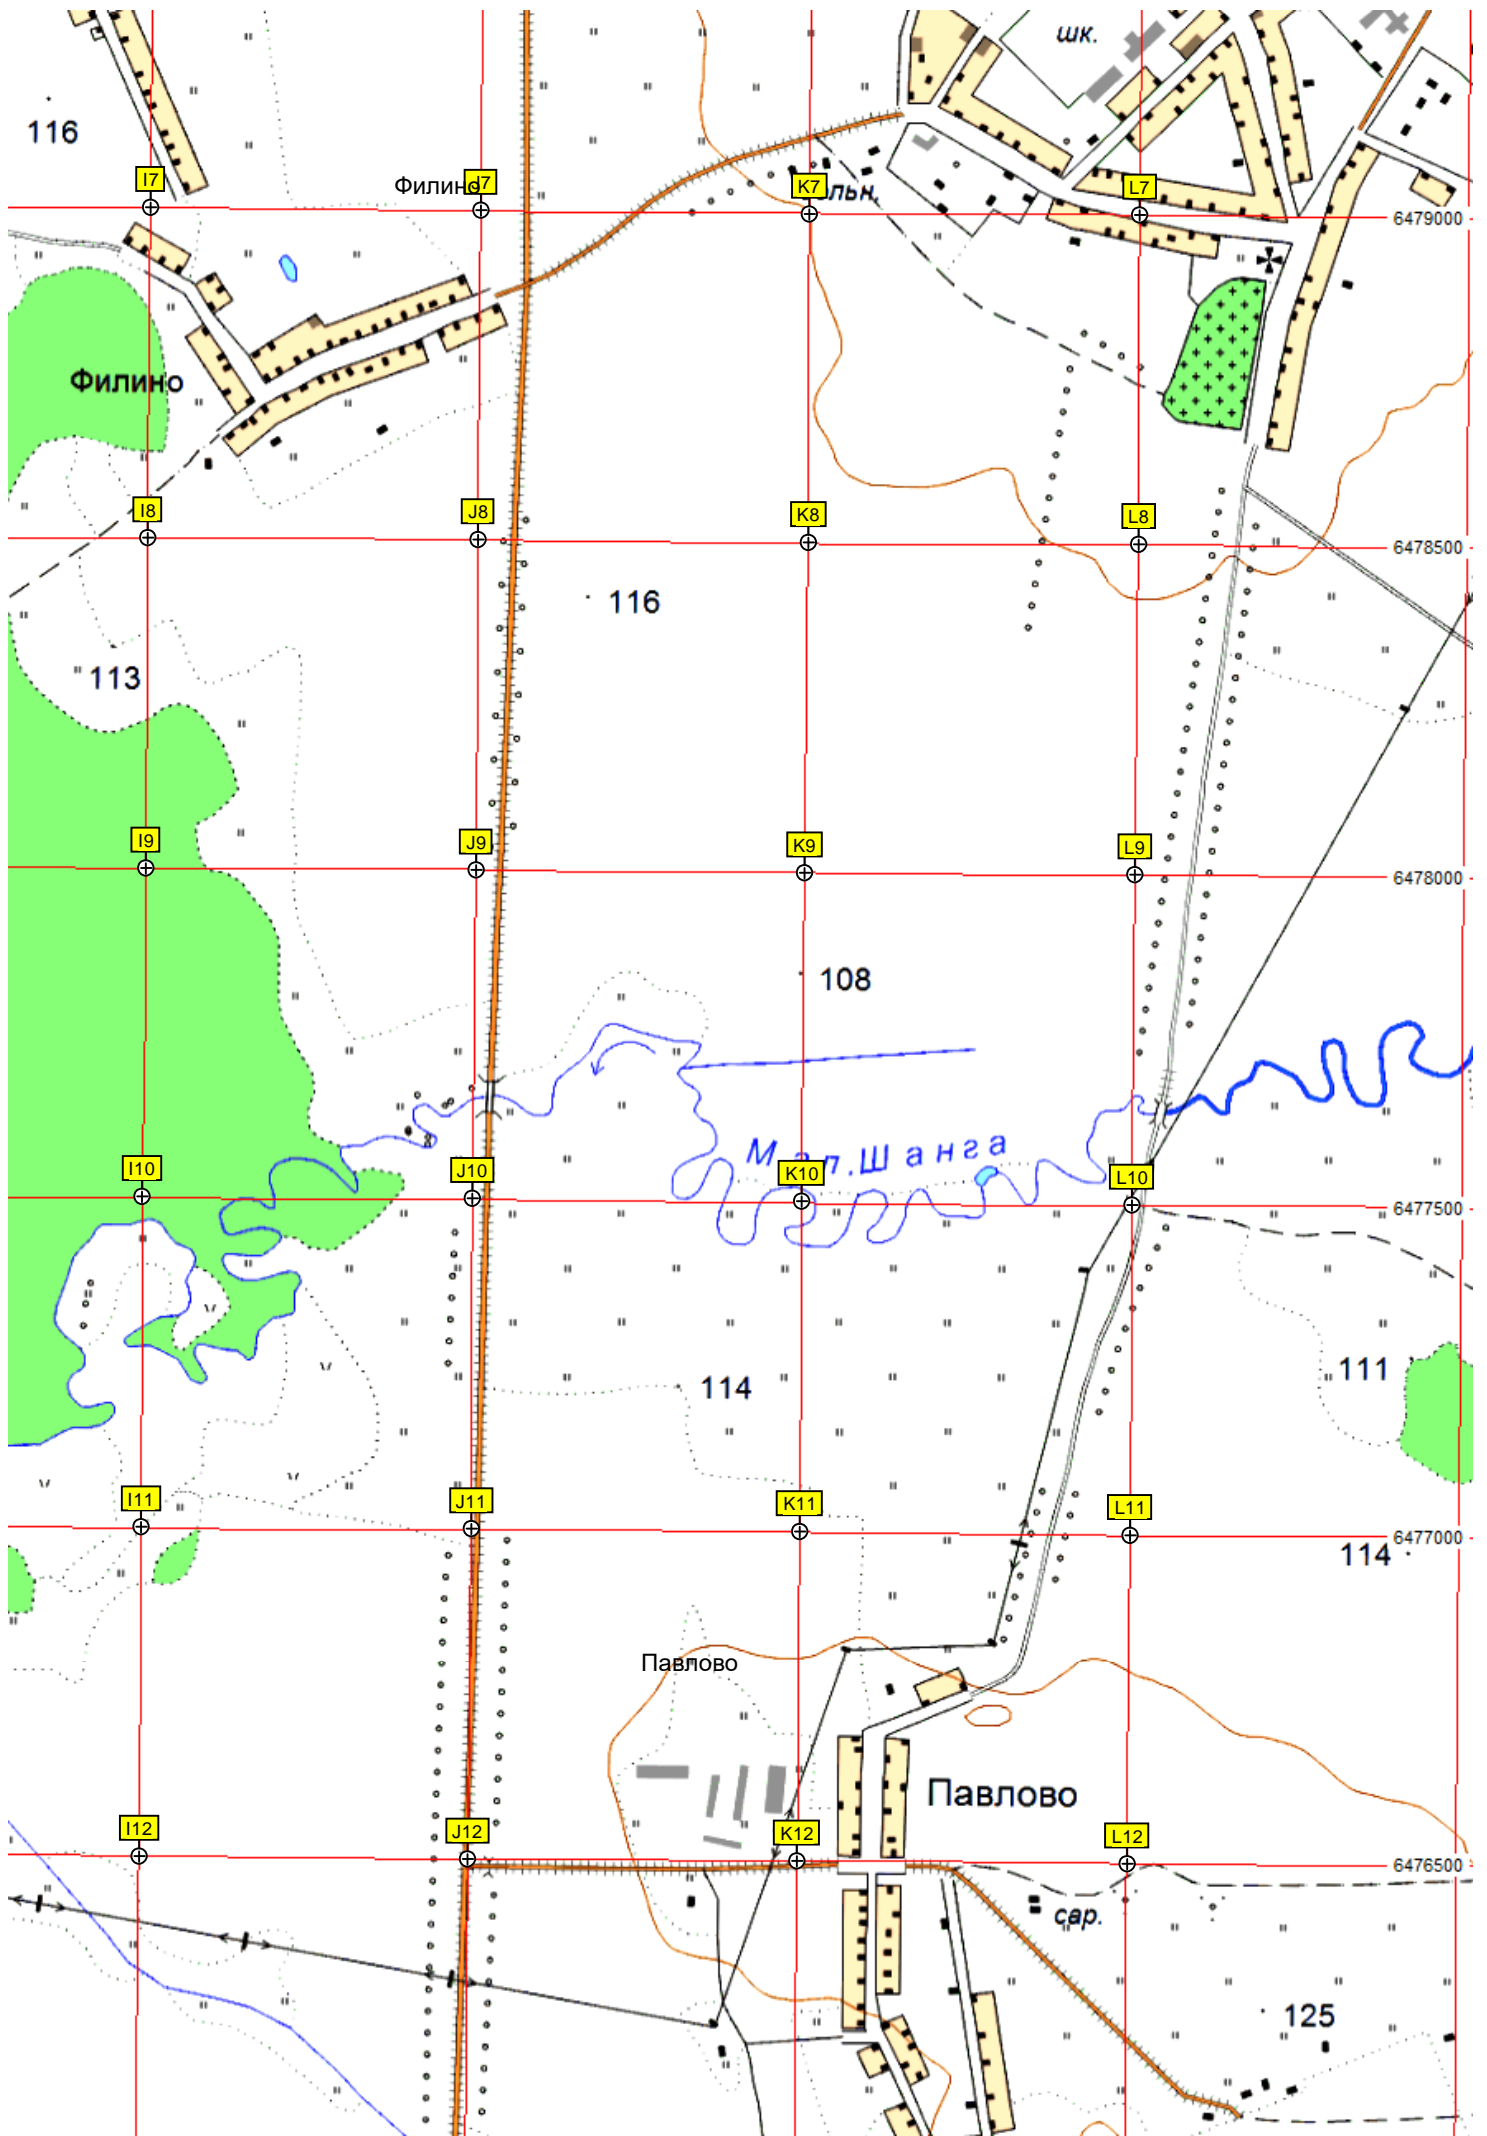 шк.
116
I7
Филино
J7
K7
льн.
L7
6479000
Филино
I8
J8
K8
L8
6478500
116
113
I9
J9
K9
L9
6478000
108
Мал.Шанга
I10
J10
K10
L10
6477500
111
114
I11
J11
K11
L11
6477000
114
Павлово
Павлово
I12
J12
K12
L12
6476500
сар.
125